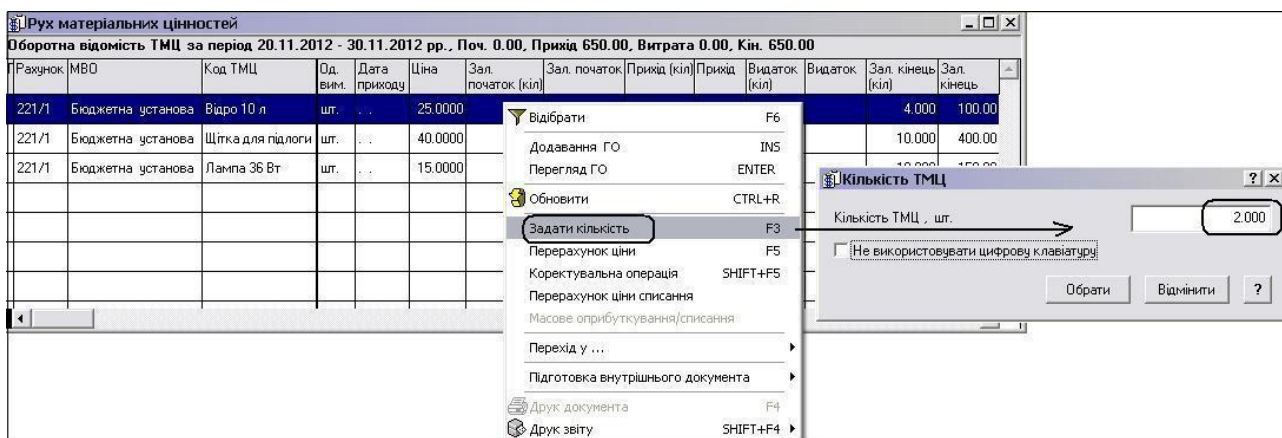 Рух матеріальних цінностей
Оборотна відомість ТМЦ за період 20.11.2012 - 30.11.2012 рр., Поч. 0.00, Прихід 650.00, Витрата 0.00, Кін. 650.00
Рахунок МВО Код ТМЦ Од. вим. Дата приходу Ціна Зал. початок (кіл) Зал. початок Прихід (кіл) Прихід Видаток (кіл) Видаток Зал. кінець (кіл) Зал. кінець
221/1 Бюджетна установа Відро 10 л шт. . . 25.0000 4.000 100.00
221/1 Бюджетна установа Щітка для підлоги шт. . . 40.0000 10.000 400.00
221/1 Бюджетна установа Лампа 36 Вт шт. . . 15.0000 10.000 150.00
Відібрати F6
Додавання ГО INS
Перегляд ГО ENTER
Обновити CTRL+R
Задати кількість F3
Перерахунок ціни F5
Коректувальна операція SHIFT+F5
Перерахунок ціни списання
Масове оприбуткування/списання
Перехід у ...
Підготовка внутрішнього документа
Друк документа F4
Друк звіту SHIFT+F4
Кількість ТМЦ ? ×
Кількість ТМЦ , шт. 2.000
Не використовувати цифрову клавіатуру
Обрати Відмінити ?